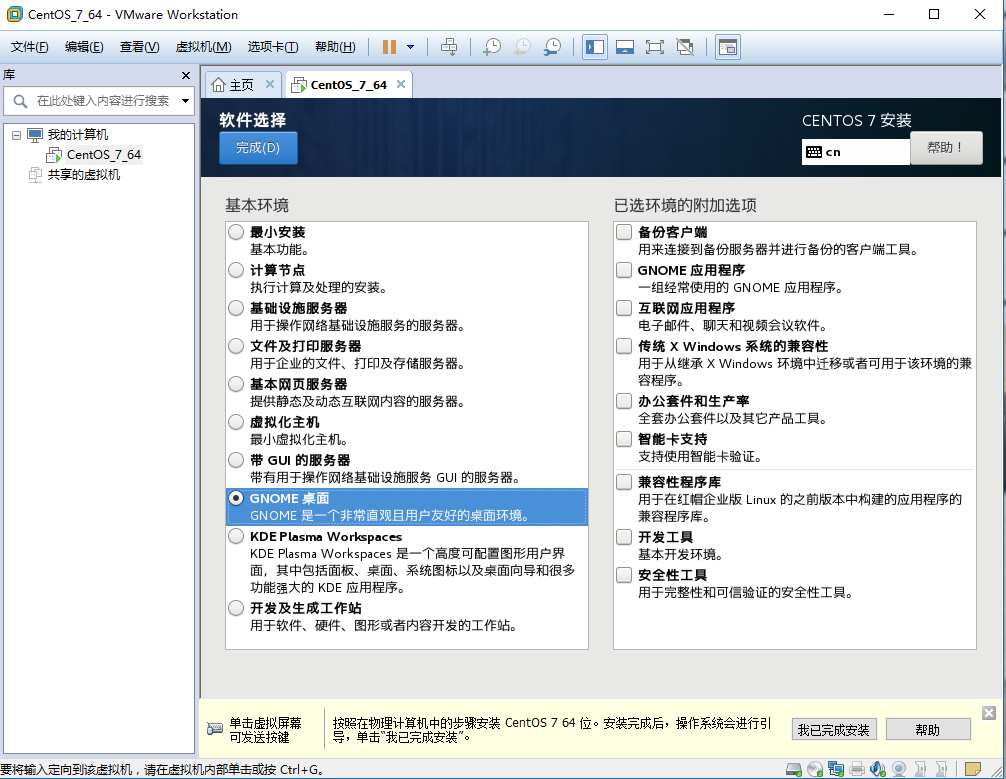 CentOS_7_64 - VMware Workstation
文件(F) 编辑(E) 查看(V) 虚拟机(M) 选项卡(T) 帮助(H)
库
在此处键入内容进行搜索
我的计算机
CentOS_7_64
共享的虚拟机
主页 CentOS_7_64
软件选择
完成(D)
CENTOS 7 安装
cn
帮助！
基本环境
最小安装
基本功能。
计算节点
执行计算及处理的安装。
基础设施服务器
用于操作网络基础设施服务的服务器。
文件及打印服务器
用于企业的文件、打印及存储服务器。
基本网页服务器
提供静态及动态互联网内容的服务器。
虚拟化主机
最小虚拟化主机。
带 GUI 的服务器
带有用于操作网络基础设施服务 GUI 的服务器。
GNOME 桌面
GNOME 是一个非常直观且用户友好的桌面环境。
KDE Plasma Workspaces
KDE Plasma Workspaces 是一个高度可配置图形用户界
面，其中包括面板、桌面、系统图标以及桌面向导和很多
功能强大的 KDE 应用程序。
开发及生成工作站
用于软件、硬件、图形或者内容开发的工作站。
已选环境的附加选项
备份客户端
用来连接到备份服务器并进行备份的客户端工具。
GNOME 应用程序
一组经常使用的 GNOME 应用程序。
互联网应用程序
电子邮件、聊天和视频会议软件。
传统 X Windows 系统的兼容性
用于从继承 X Windows 环境中迁移或者可用于该环境的兼
容程序。
办公套件和生产率
全套办公套件以及其它产品工具。
智能卡支持
支持使用智能卡验证。
兼容性程序库
用于在红帽企业版 Linux 的之前版本中构建的应用程序的
兼容程序库。
开发工具
基本开发环境。
安全性工具
用于完整性和可信验证的安全性工具。
单击虚拟屏幕
可发送按键
按照在物理计算机中的步骤安装 CentOS 7 64 位。安装完成后，操作系统会进行引
导，单击“我已完成安装”。
我已完成安装
帮助
要将输入定向到该虚拟机，请在虚拟机内部单击或按 Ctrl+G。